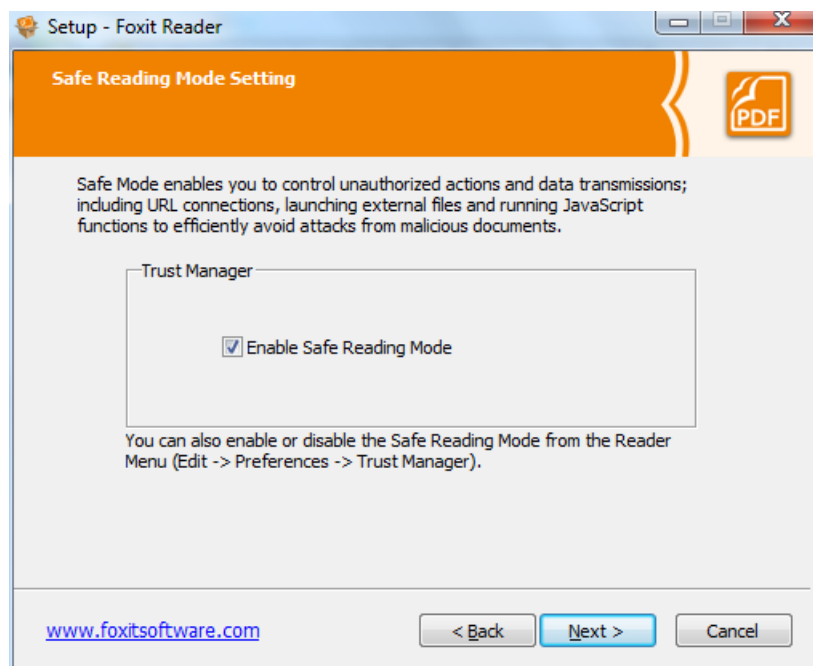 Setup - Foxit Reader
Safe Reading Mode Setting
PDF
Safe Mode enables you to control unauthorized actions and data transmissions;
including URL connections, launching external files and running JavaScript
functions to efficiently avoid attacks from malicious documents.
Trust Manager
Enable Safe Reading Mode
You can also enable or disable the Safe Reading Mode from the Reader
Menu (Edit -> Preferences -> Trust Manager).
www.foxitsoftware.com
< Back
Next >
Cancel